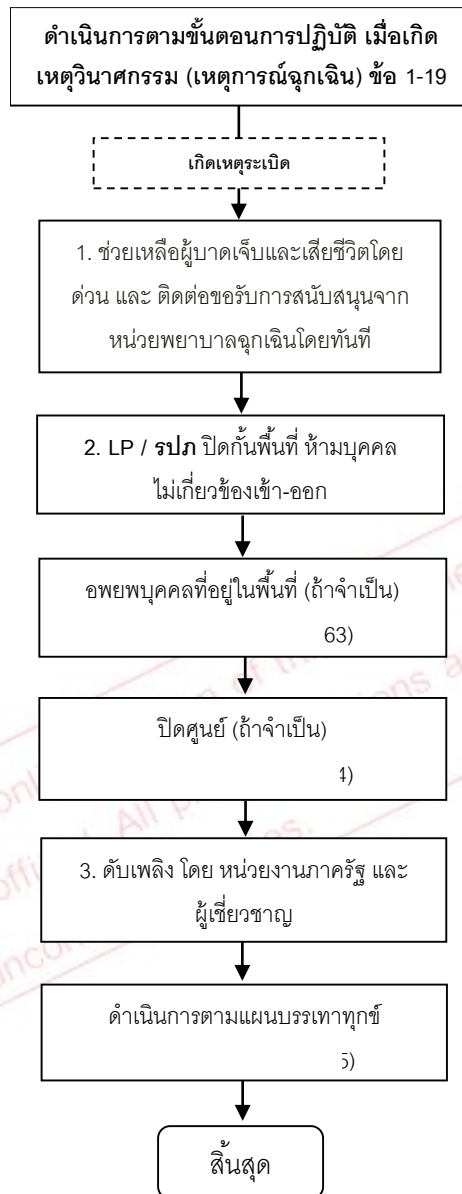 ดำเนินการตามขั้นตอนการปฏิบัติ เมื่อเกิด
เหตุวินาศกรรม (เหตุการณ์ฉุกเฉิน) ข้อ 1-19
เกิดเหตุระเบิด
1. ช่วยเหลือผู้บาดเจ็บและเสียชีวิตโดย
ด่วน และ ติดต่อขอรับการสนับสนุนจาก
หน่วยพยาบาลฉุกเฉินโดยทันที
2. LP / รปภ ปิดกั้นพื้นที่ ห้ามบุคคล
ไม่เกี่ยวข้องเข้า-ออก
อพยพบุคคลที่อยู่ในพื้นที่ (ถ้าจำเป็น)
63)
ปิดศูนย์ (ถ้าจำเป็น)
4)
3. ดับเพลิง โดย หน่วยงานภาครัฐ และ
ผู้เชี่ยวชาญ
ดำเนินการตามแผนบรรเทาทุกข์
5)
สิ้นสุด